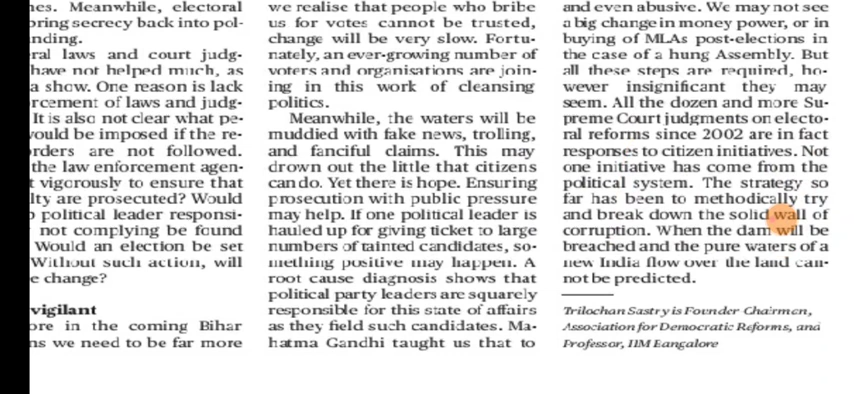 nes. Meanwhile, electoral
bring secrecy back into pol-
nding.
ral laws and court judg-
have not helped much, as
a show. One reason is lack
rcement of laws and judg-
It is also not clear what pe-
vould be imposed if the re-
orders are not followed.
the law enforcement agen-
t vigorously to ensure that
lty are prosecuted? Would
o political leader responsi-
not complying be found
Would an election be set
Without such action, will
e change?
vigilant
ore in the coming Bihar
ns we need to be far more
we realise that people who bribe
us for votes cannot be trusted,
change will be very slow. Fortu-
nately, an ever-growing number of
voters and organisations are join-
ing in this work of cleansing
politics.
Meanwhile, the waters will be
muddied with fake news, trolling,
and fanciful claims. This may
drown out the little that citizens
can do. Yet there is hope. Ensuring
prosecution with public pressure
may help. If one political leader is
hauled up for giving ticket to large
numbers of tainted candidates, so-
mething positive may happen. A
root cause diagnosis shows that
political party leaders are squarely
responsible for this state of affairs
as they field such candidates. Ma-
hatma Gandhi taught us that to
and even abusive. We may not see
a big change in money power, or in
buying of MLAs post-elections in
the case of a hung Assembly. But
all these steps are required, ho-
wever insignificant they may
seem. All the dozen and more Su-
preme Court judgments on electo-
ral reforms since 2002 are in fact
responses to citizen initiatives. Not
one initiative has come from the
political system. The strategy so
far has been to methodically try
and break down the solid wall of
corruption. When the dam will be
breached and the pure waters of a
new India flow over the land can-
not be predicted.
Trilochan Sastry is Founder Chairman,
Association for Democratic Reforms, and
Professor, IIM Bangalore